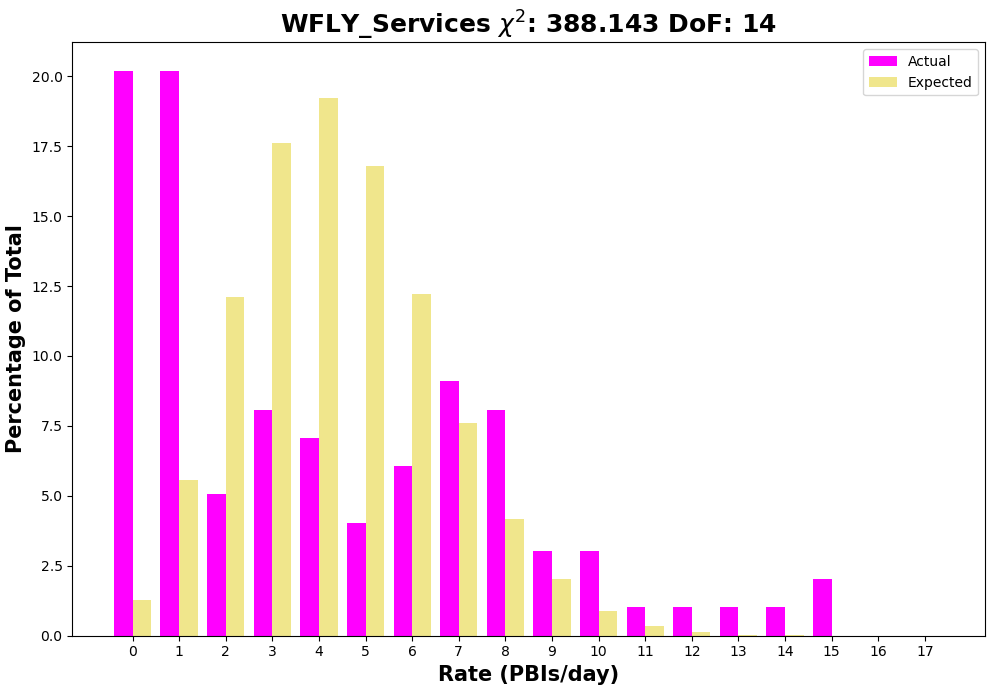 WFLY_Services χ²: 388.143 DoF: 14
Actual
Expected
Percentage of Total
20.0
17.5
15.0
12.5
10.0
7.5
5.0
2.5
0.0
0 1 2 3 4 5 6 7 8 9 10 11 12 13 14 15 16 17
Rate (PBIs/day)